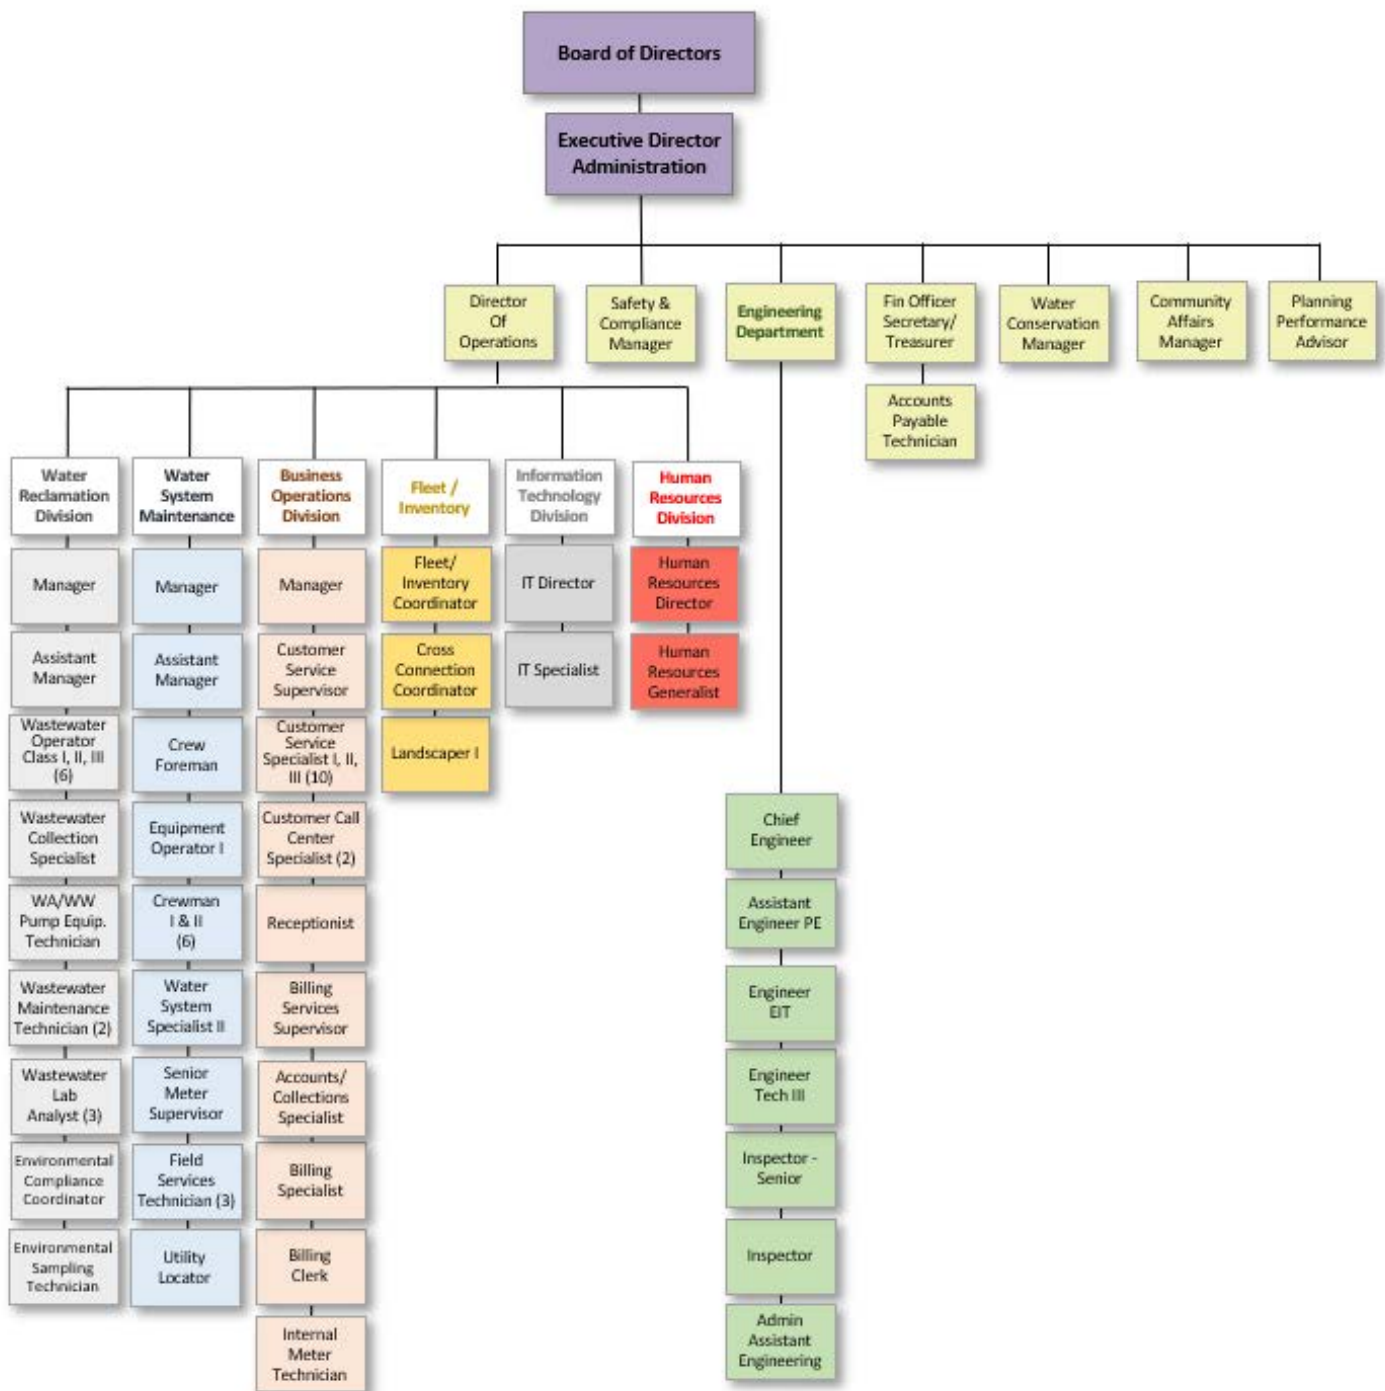 Board of Directors
Executive Director
Administration
Director
Of
Operations
Safety &
Compliance
Manager
Engineering
Department
Fin Officer
Secretary/
Treasurer
Water
Conservation
Manager
Community
Affairs
Manager
Planning
Performance
Advisor
Accounts
Payable
Technician
Water
Reclamation
Division
Manager
Assistant
Manager
Wastewater
Operator
Class I, II, III
(6)
Wastewater
Collection
Specialist
WA/WW
Pump Equip.
Technician
Wastewater
Maintenance
Technician (2)
Wastewater
Lab
Analyst (3)
Environmental
Compliance
Coordinator
Environmental
Sampling
Technician
Water
System
Maintenance
Manager
Assistant
Manager
Crew
Foreman
Equipment
Operator I
Crewman
I & II
(6)
Water
System
Specialist II
Senior
Meter
Supervisor
Field
Services
Technician (3)
Utility
Locator
Business
Operations
Division
Manager
Customer
Service
Supervisor
Customer
Service
Specialist I, II,
III (10)
Customer Call
Center
Specialist (2)
Receptionist
Billing
Services
Supervisor
Accounts/
Collections
Specialist
Billing
Specialist
Billing
Clerk
Internal
Meter
Technician
Fleet /
Inventory
Fleet/
Inventory
Coordinator
Cross
Connection
Coordinator
Landscaper I
Information
Technology
Division
IT Director
IT Specialist
Human
Resources
Division
Human
Resources
Director
Human
Resources
Generalist
Chief
Engineer
Assistant
Engineer PE
Engineer
EIT
Engineer
Tech III
Inspector -
Senior
Inspector
Admin
Assistant
Engineering